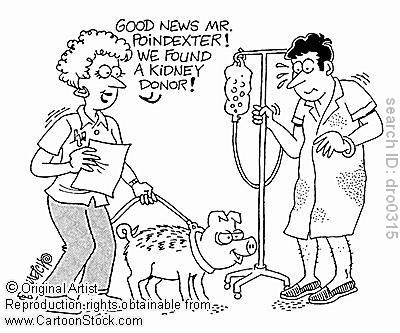 GOOD NEWS MR.
POINDEXTER!
WE FOUND
A KIDNEY
DONOR!
search ID: dro0315
© Original Artist
Reproduction rights obtainable from
www.CartoonStock.com